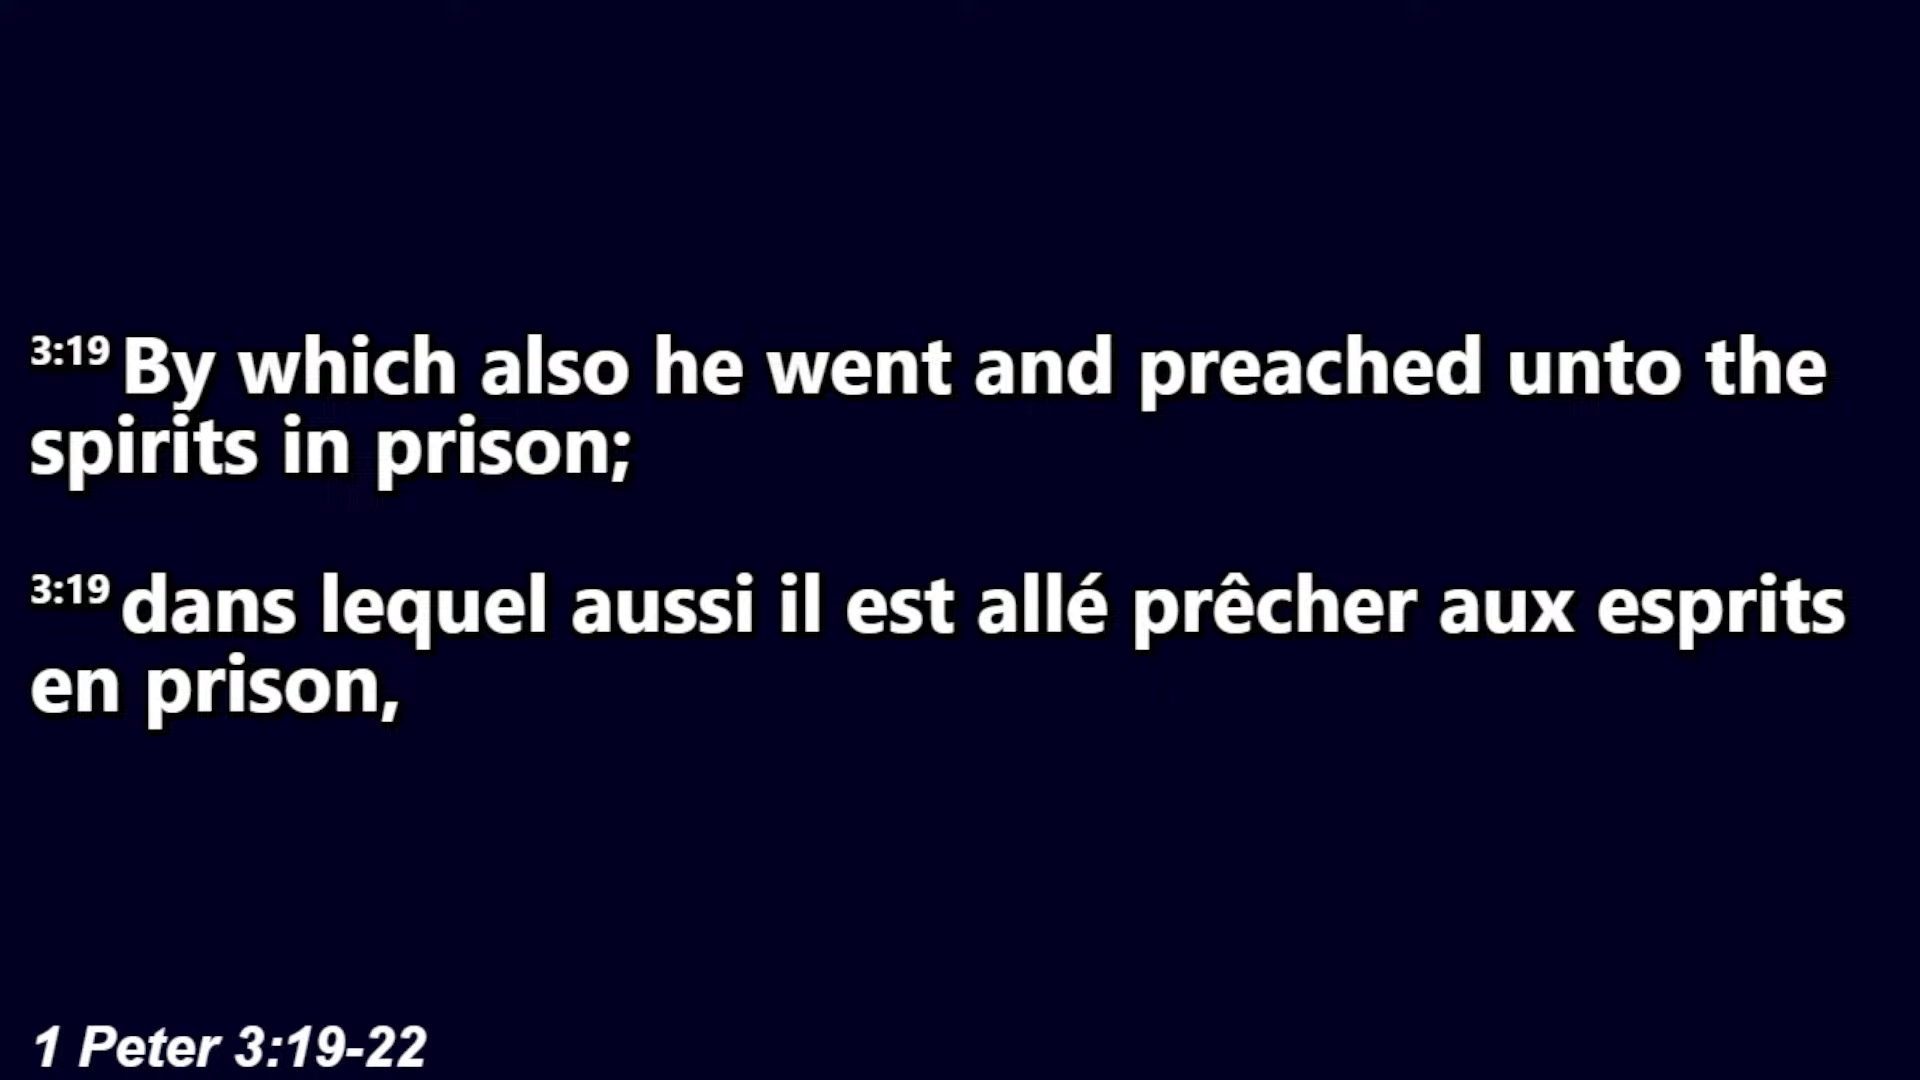 3:19 By which also he went and preached unto the
spirits in prison;
3:19 dans lequel aussi il est allé prêcher aux esprits
en prison,
1 Peter 3:19-22